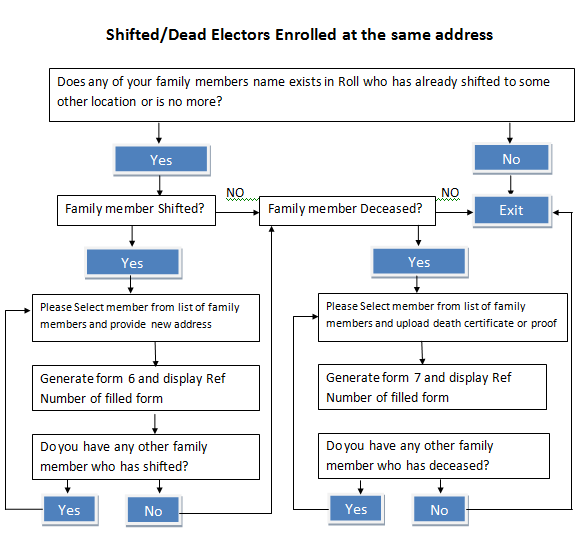 Shifted/Dead Electors Enrolled at the same address
Does any of your family members name exists in Roll who has already shifted to some
other location or is no more?
Yes
No
Family member Shifted?
NO
Family member Deceased?
NO
Exit
Yes
Yes
Please Select member from list of family
members and provide new address
Please Select member from list of family
members and upload death certificate or proof
Generate form 6 and display Ref
Number of filled form
Generate form 7 and display Ref
Number of filled form
Do you have any other family
member who has shifted?
Do you have any other family
member who has deceased?
Yes
No
Yes
No